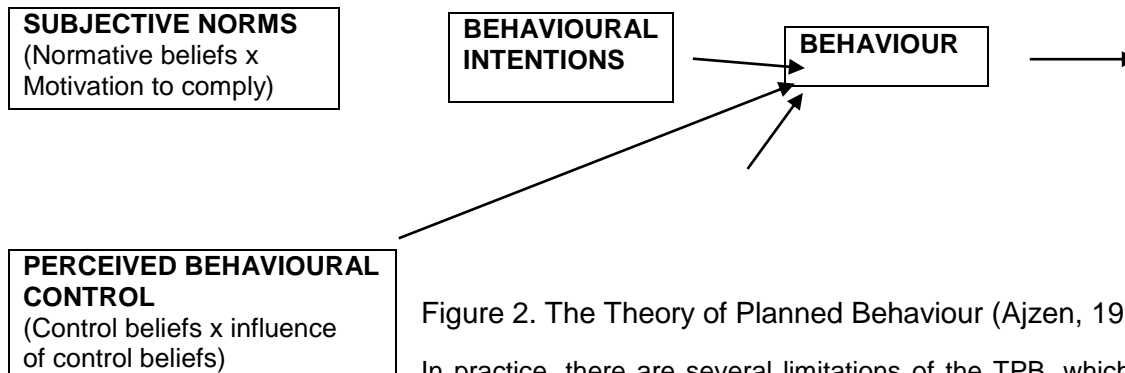 SUBJECTIVE NORMS
(Normative beliefs x
Motivation to comply)
BEHAVIOURAL
INTENTIONS
BEHAVIOUR
PERCEIVED BEHAVIOURAL
CONTROL
(Control beliefs x influence
of control beliefs)
Figure 2. The Theory of Planned Behaviour (Ajzen, 19
In practice, there are several limitations of the TPB, which